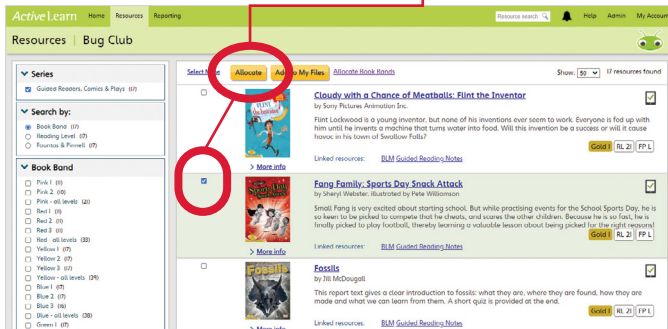 ActiveLearn Home Resources Reporting Resource search Help Admin My Account
Resources | Bug Club
Series
Guided Readers, Comics & Plays (17)
Search by:
Book Band (17)
Reading Level (17)
Fountas & Pinnell (17)
Book Band
Pink 1 (11)
Pink 2 (10)
Pink - all levels (21)
Red 1 (11)
Red 2 (11)
Red 3 (11)
Red - all levels (33)
Yellow 1 (17)
Yellow 2 (17)
Yellow 3 (17)
Yellow - all levels (39)
Blue 1 (17)
Blue 2 (17)
Blue 3 (16)
Blue - all levels (38)
Green 1 (17)
Select Allocate Add to My Files Allocate Book Bands Show: 50 17 resources found
FLINT
Cloudy with a Chance of Meatballs: Flint the Inventor
by Sony Pictures Animation Inc.
Flint Lockwood is a young inventor, but none of his inventions ever seem to work. Everyone is fed up with
him until he invents a machine that turns water into food. Will this invention be a success or will it cause
havoc in his town of Swallow Falls?
Gold 1 RL 21 FP L
Linked resources: BLM Guided Reading Notes
> More info
Sports Day
Fang Family: Sports Day Snack Attack
by Sheryl Webster, illustrated by Pete Williamson
Small Fang is very excited about starting school. But while practising events for the School Sports Day, he is
so keen to be picked to compete that he cheats, and scares the other children. Because he is so fast, he is
finally picked to play football, thereby learning a valuable lesson about being picked for the right reasons!
Gold 1 RL 21 FP L
Linked resources: BLM Guided Reading Notes
> More info
Fossils
Fossils
by Jill McDougall
This report text gives a clear introduction to fossils: what they are, where they are found, how they are
made and what we can learn from them. A short quiz is provided at the end.
Gold 1 RL 21 FP L
Linked resources: BLM Guided Reading Notes
> More info